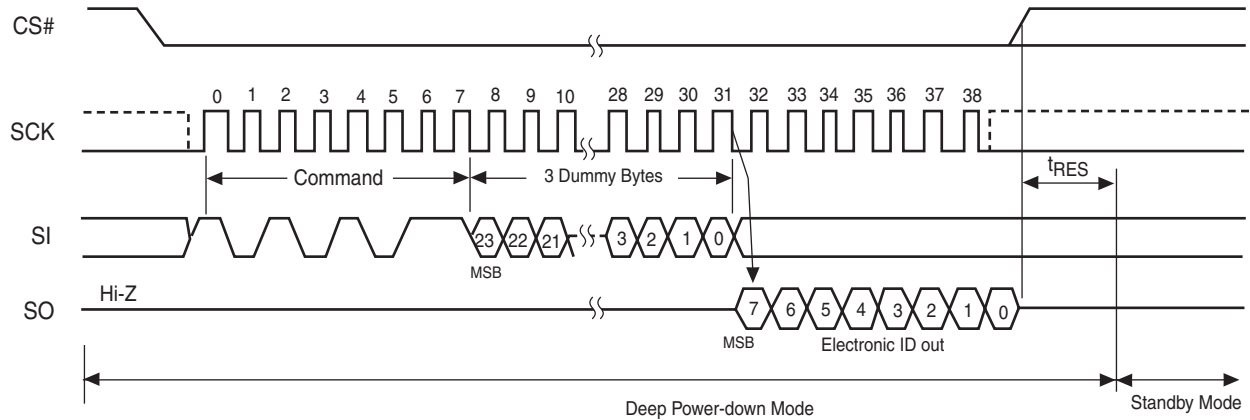 CS#
0 1 2 3 4 5 6 7 8 9 10 28 29 30 31 32 33 34 35 36 37 38
SCK
tRES
Command
3 Dummy Bytes
SI
23 22 21 3 2 1 0
MSB
Hi-Z
SO
7 6 5 4 3 2 1 0
MSB
Electronic ID out
Deep Power-down Mode
Standby Mode